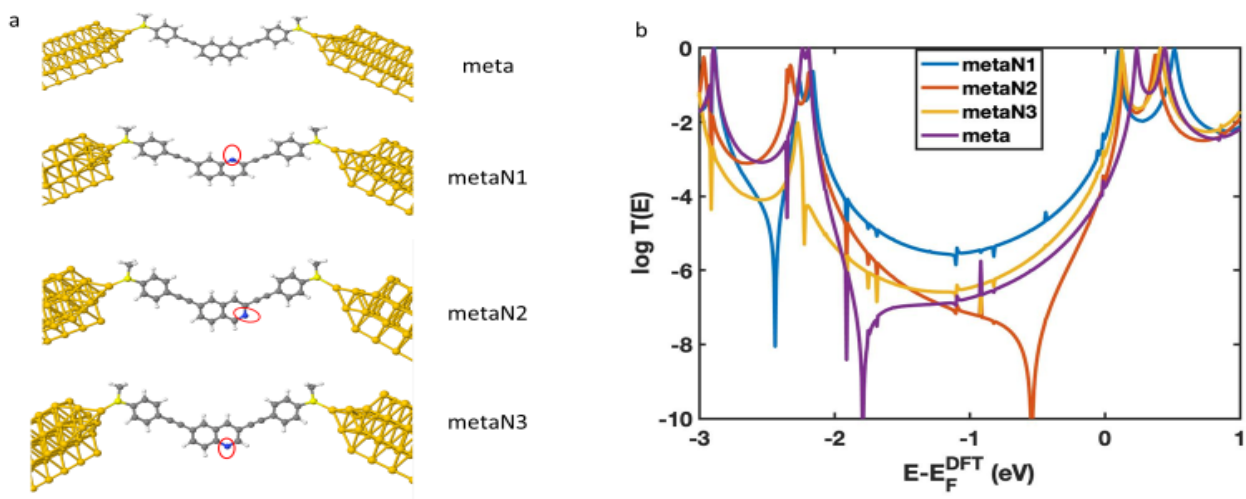 a
meta
metaN1
metaN2
metaN3
b
metaN1
metaN2
metaN3
meta
log T(E)
0
-2
-4
-6
-8
-10
-3 -2 -1 0 1
E-E_F^DFT (eV)